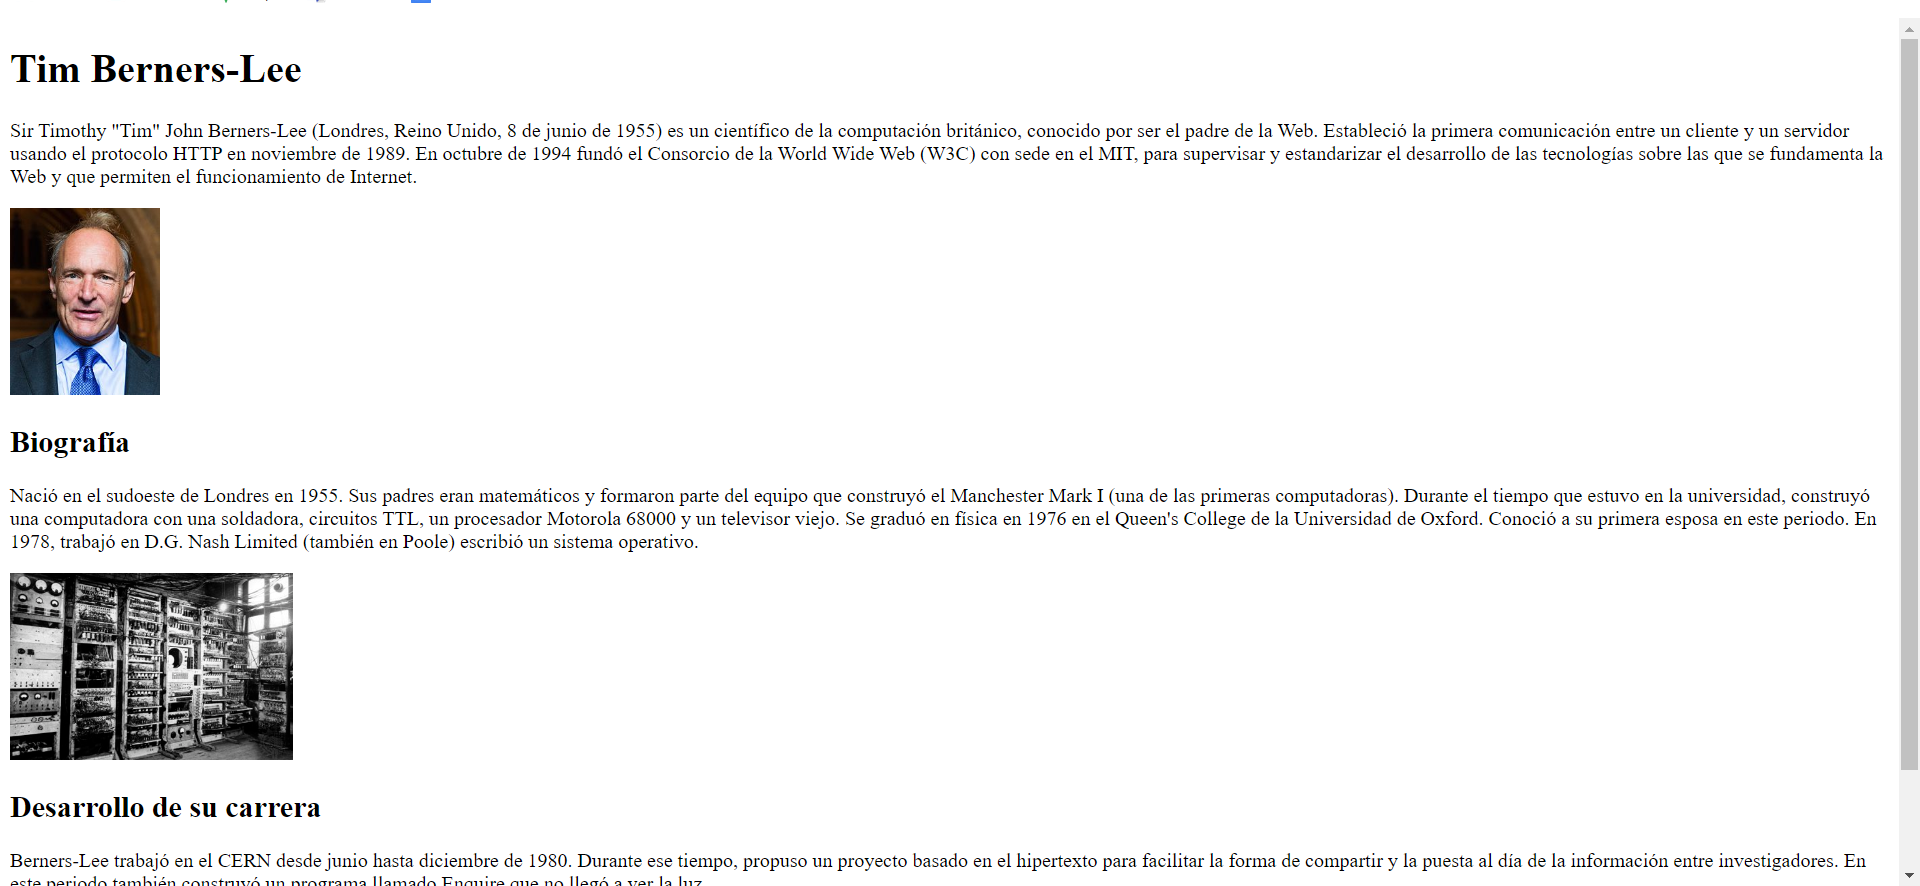 Tim Berners-Lee
Sir Timothy "Tim" John Berners-Lee (Londres, Reino Unido, 8 de junio de 1955) es un científico de la computación británico, conocido por ser el padre de la Web. Estableció la primera comunicación entre un cliente y un servidor
usando el protocolo HTTP en noviembre de 1989. En octubre de 1994 fundó el Consorcio de la World Wide Web (W3C) con sede en el MIT, para supervisar y estandarizar el desarrollo de las tecnologías sobre las que se fundamenta la
Web y que permiten el funcionamiento de Internet.
Biografía
Nació en el sudoeste de Londres en 1955. Sus padres eran matemáticos y formaron parte del equipo que construyó el Manchester Mark I (una de las primeras computadoras). Durante el tiempo que estuvo en la universidad, construyó
una computadora con una soldadora, circuitos TTL, un procesador Motorola 68000 y un televisor viejo. Se graduó en física en 1976 en el Queen's College de la Universidad de Oxford. Conoció a su primera esposa en este periodo. En
1978, trabajó en D.G. Nash Limited (también en Poole) escribió un sistema operativo.
Desarrollo de su carrera
Berners-Lee trabajó en el CERN desde junio hasta diciembre de 1980. Durante ese tiempo, propuso un proyecto basado en el hipertexto para facilitar la forma de compartir y la puesta al día de la información entre investigadores. En
este periodo también construyó un programa llamado Enquire que no llegó a ver la luz.